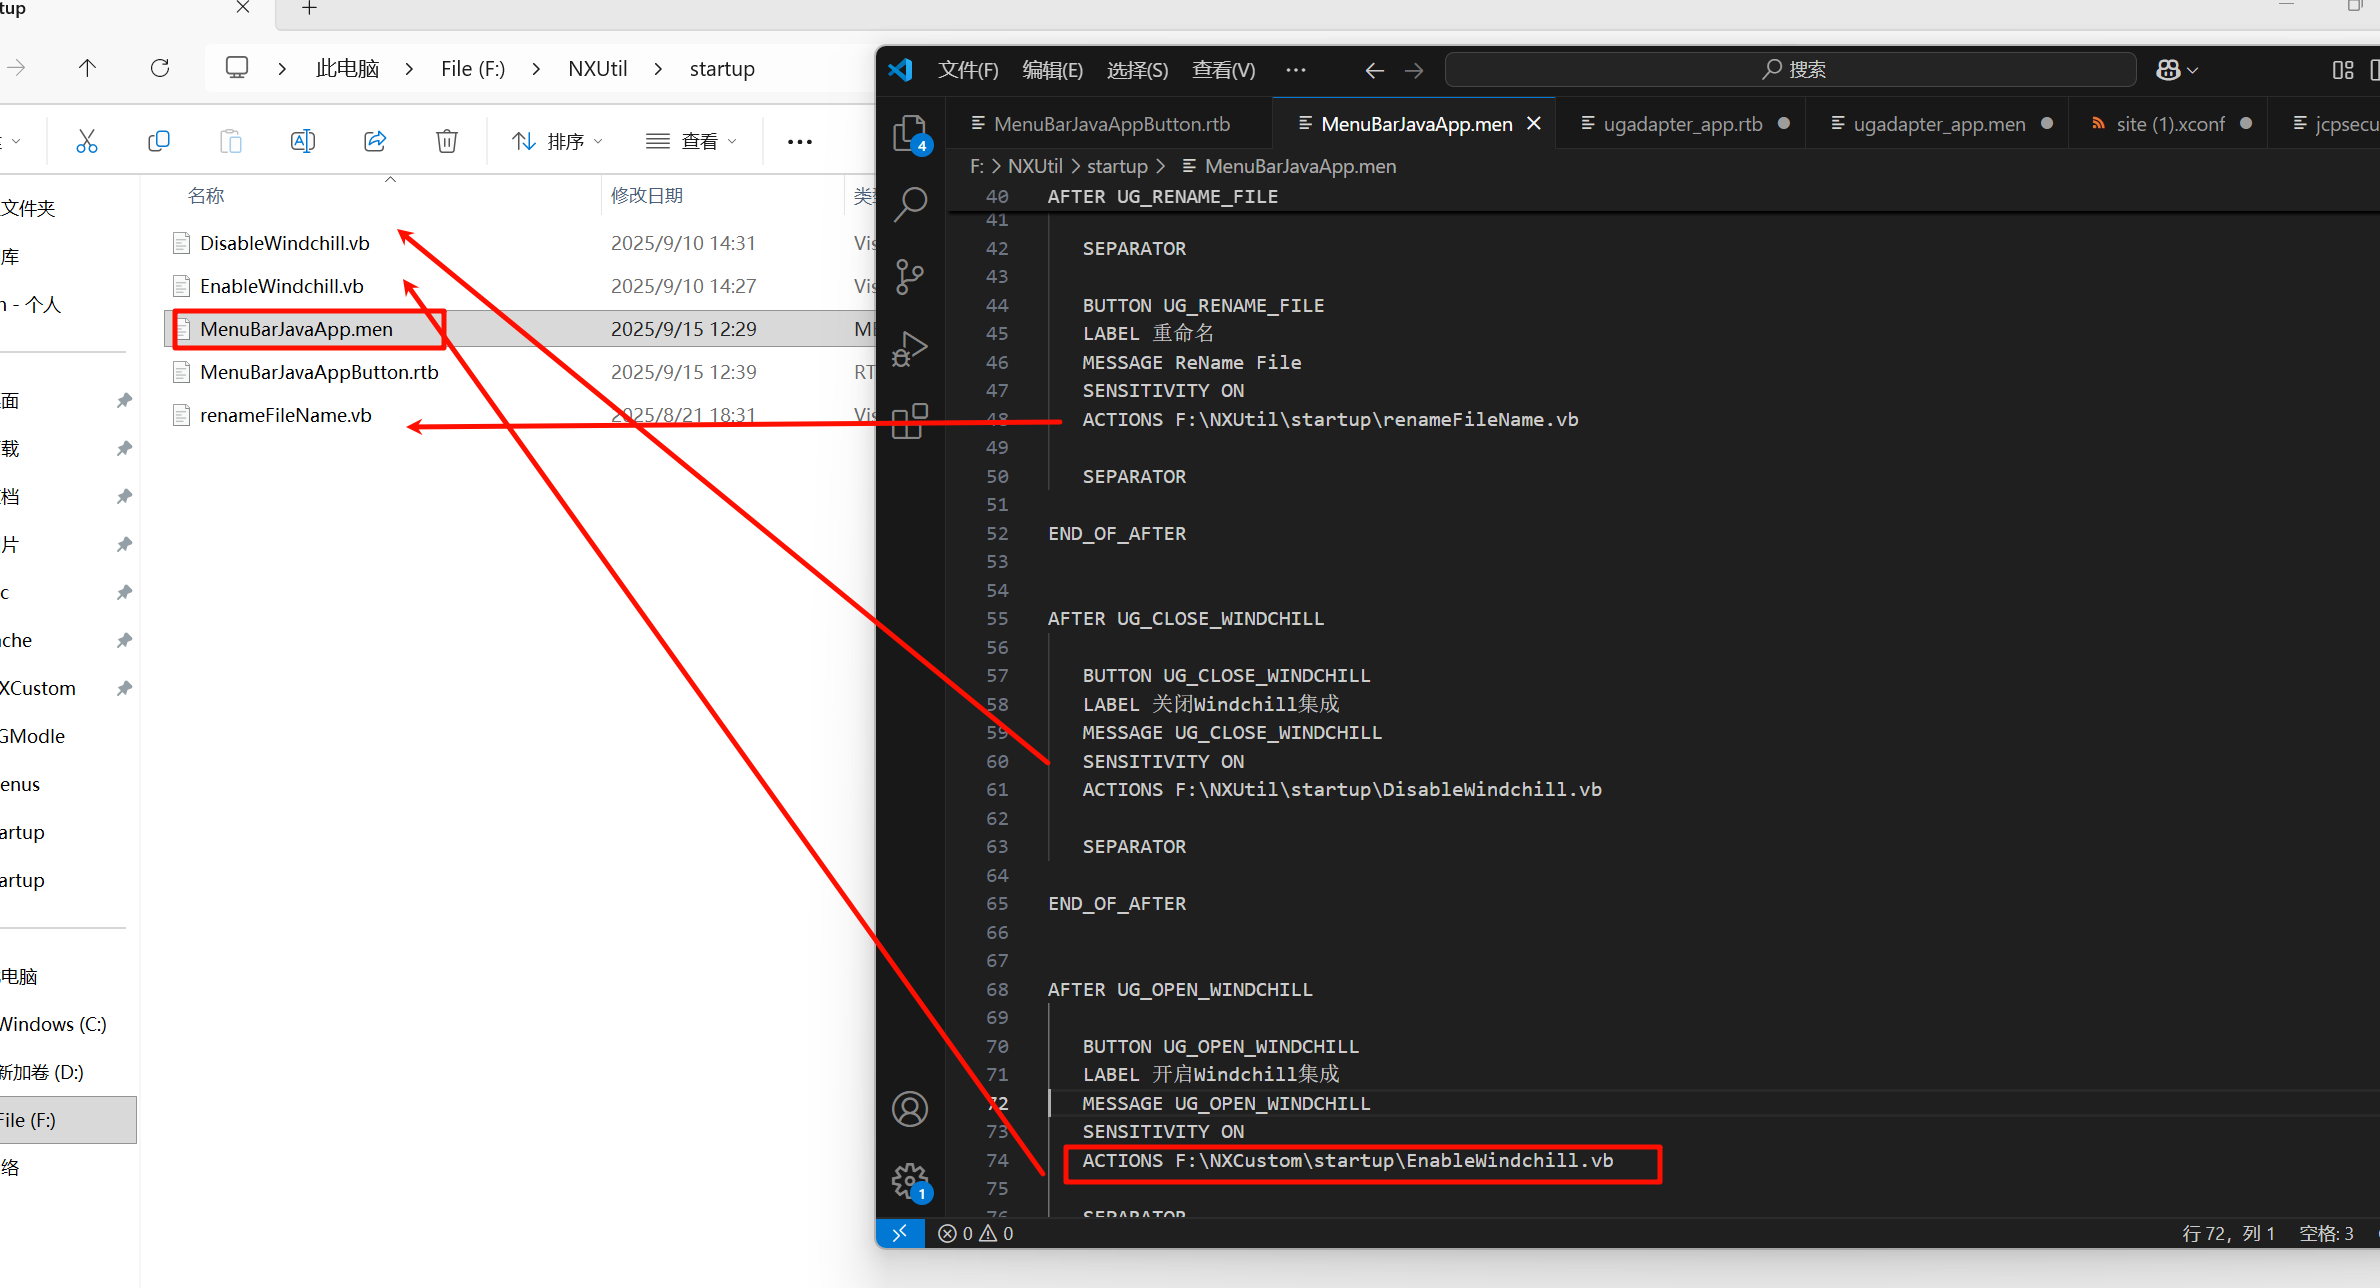 tup
此电脑 > File (F:) > NXUtil > startup
排序
查看
名称
修改日期
DisableWindchill.vb 2025/9/10 14:31 Vis
EnableWindchill.vb 2025/9/10 14:27 Vis
MenuBarJavaApp.men 2025/9/15 12:29
MenuBarJavaAppButton.rtb 2025/9/15 12:39 RT
renameFileName.vb 2025/8/21 18:31 Vis
文件夹
库
个人
面
载
档
片
c
che
XCustom
GModle
enus
artup
artup
电脑
Windows (C:)
新加卷 (D:)
File (F:)
络
文件(F) 编辑(E) 选择(S) 查看(V) ···
搜索
4
1
MenuBarJavaAppButton.rtb
MenuBarJavaApp.men
ugadapter_app.rtb
ugadapter_app.men
site (1).xconf
jcpsecu
F: > NXUtil > startup > MenuBarJavaApp.men
40 AFTER UG_RENAME_FILE
41
42 SEPARATOR
43
44 BUTTON UG_RENAME_FILE
45 LABEL 重命名
46 MESSAGE ReName File
47 SENSITIVITY ON
48 ACTIONS F:\NXUtil\startup\renameFileName.vb
49
50 SEPARATOR
51
52 END_OF_AFTER
53
54
55 AFTER UG_CLOSE_WINDCHILL
56
57 BUTTON UG_CLOSE_WINDCHILL
58 LABEL 关闭Windchill集成
59 MESSAGE UG_CLOSE_WINDCHILL
60 SENSITIVITY ON
61 ACTIONS F:\NXUtil\startup\DisableWindchill.vb
62
63 SEPARATOR
64
65 END_OF_AFTER
66
67
68 AFTER UG_OPEN_WINDCHILL
69
70 BUTTON UG_OPEN_WINDCHILL
71 LABEL 开启Windchill集成
72 MESSAGE UG_OPEN_WINDCHILL
73 SENSITIVITY ON
74 ACTIONS F:\NXCustom\startup\EnableWindchill.vb
75
76 SEPARATOR
0 0
行 72，列 1 空格: 3